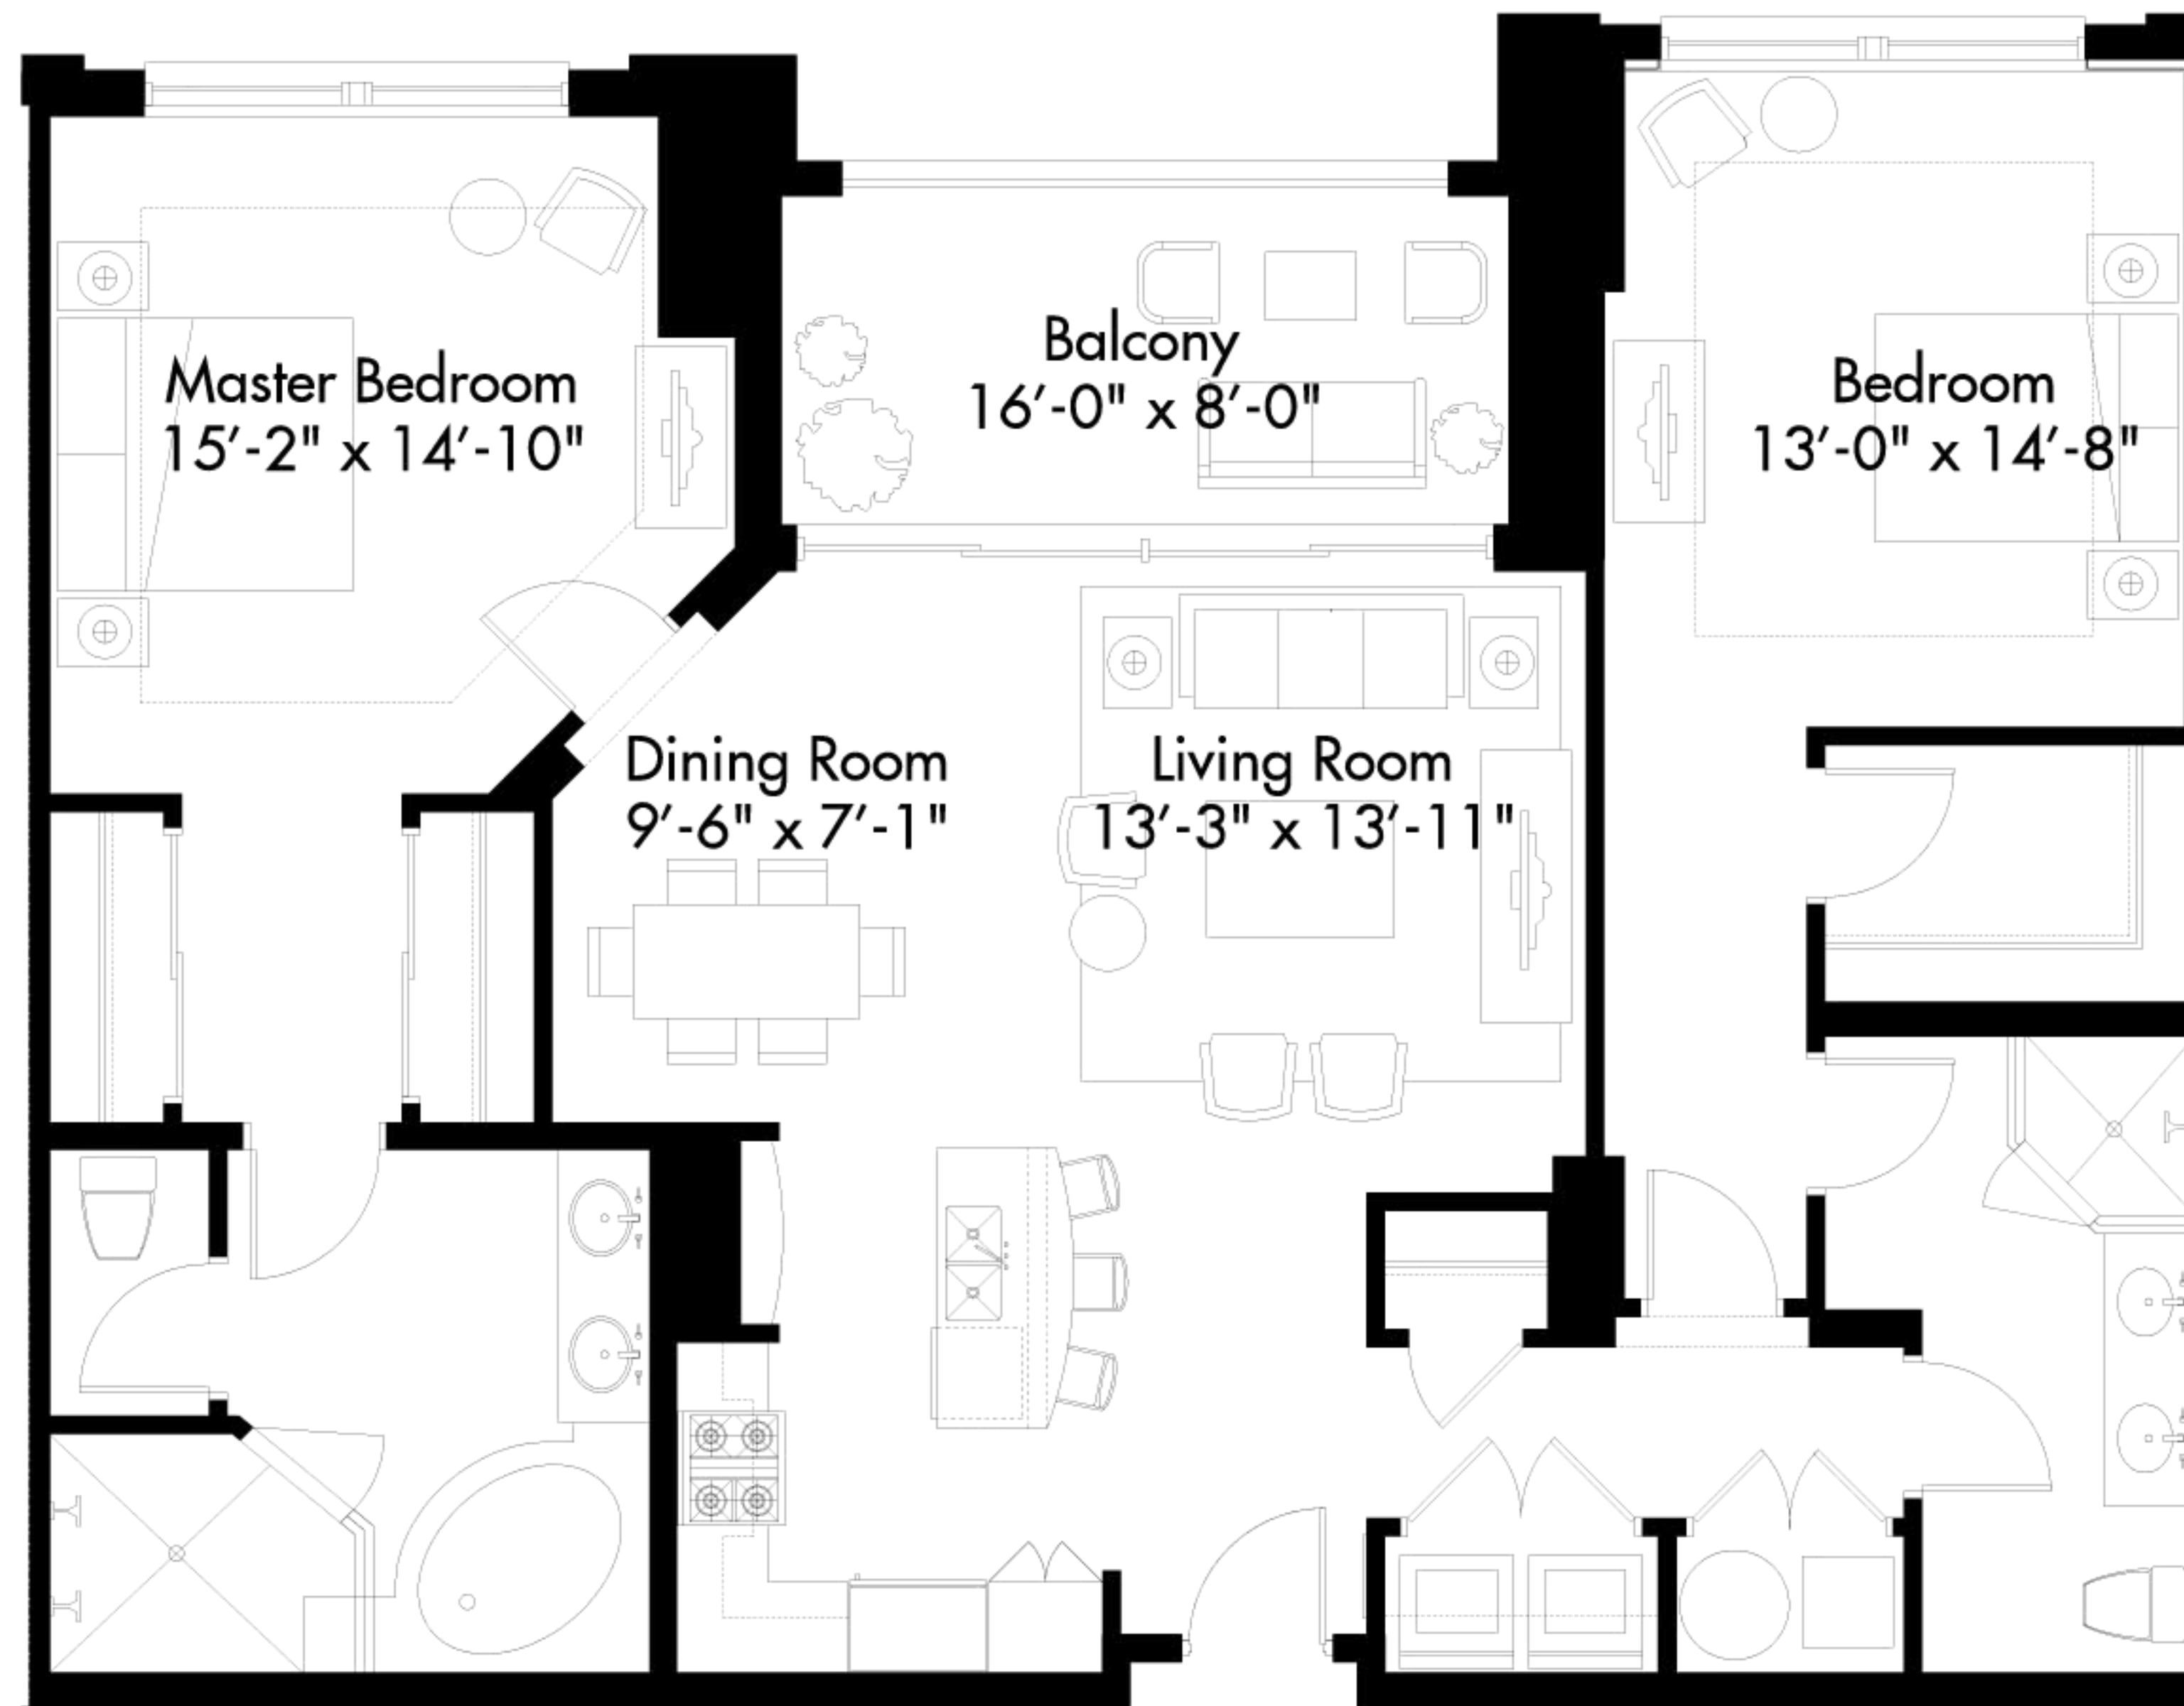 Master Bedroom
15′-2" x 14′-10"
Balcony
16′-0" x 8′-0"
Bedroom
13′-0" x 14′-8"
Dining Room
9′-6" x 7′-1"
Living Room
13′-3" x 13′-11"